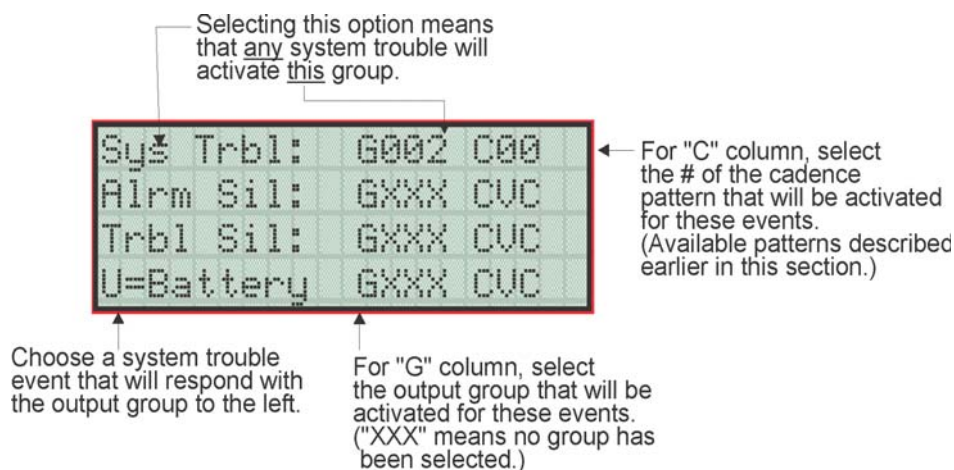 Selecting this option means
that any system trouble will
activate this group.
Sys Trbl: G002 C00
Alrm Sil: GXXX CVC
Trbl Sil: GXXX CVC
U=Battery GXXX CVC
For "C" column, select
the # of the cadence
pattern that will be activated
for these events.
(Available patterns described
earlier in this section.)
Choose a system trouble
event that will respond with
the output group to the left.
For "G" column, select
the output group that will be
activated for these events.
("XXX" means no group has
been selected.)